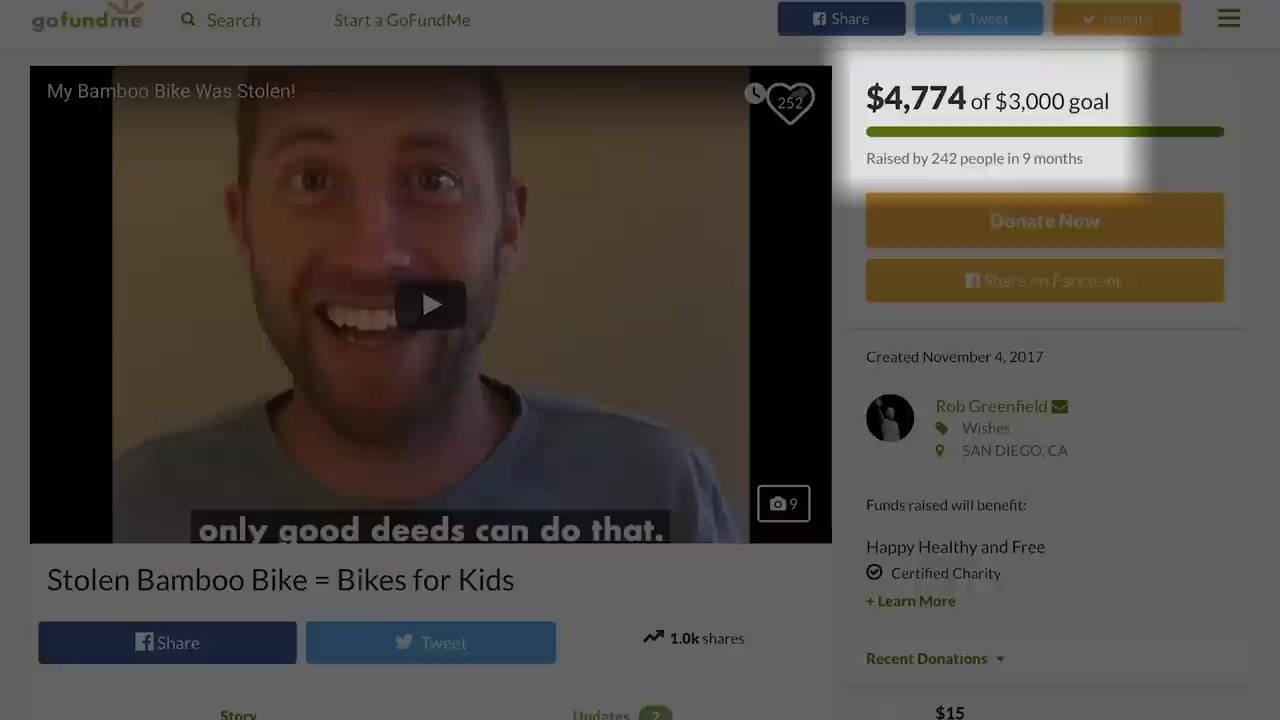 gofundme
Search
Start a GoFundMe
Share
Tweet
Donate
My Bamboo Bike Was Stolen!
252
$4,774 of $3,000 goal
Raised by 242 people in 9 months
Donate Now
Share on Facebook
Created November 4, 2017
Rob Greenfield
Wishes
SAN DIEGO, CA
9
Funds raised will benefit:
only good deeds can do that.
Happy Healthy and Free
Certified Charity
+ Learn More
Stolen Bamboo Bike = Bikes for Kids
Share
Tweet
1.0k shares
Recent Donations
Story
Updates 2
$15